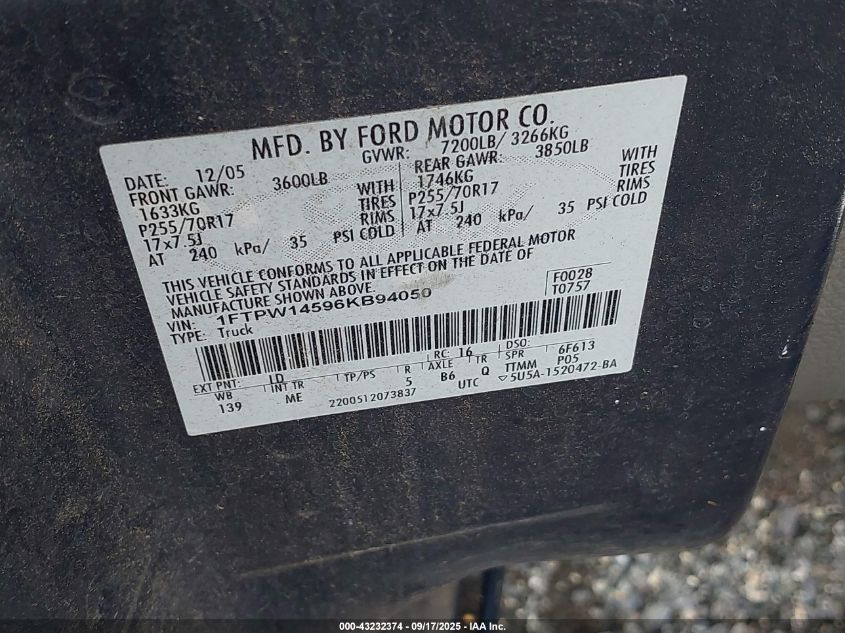 MFD. BY FORD MOTOR CO.
DATE: 12/05 GVWR: 7200LB/ 3266KG
FRONT GAWR: 3600LB REAR GAWR: 3850LB
1633KG WITH 1746KG WITH
P255/70R17 TIRES P255/70R17 TIRES
17x7.5J RIMS 17x7.5J RIMS
AT 240 kPa/ 35 PSI COLD AT 240 kPa/ 35 PSI COLD
THIS VEHICLE CONFORMS TO ALL APPLICABLE FEDERAL MOTOR
VEHICLE SAFETY STANDARDS IN EFFECT ON THE DATE OF
MANUFACTURE SHOWN ABOVE.
VIN: 1FTPW14596KB94050 F0028
TYPE: Truck T0757
EXT PNT: LD RC: 16 DSO: 6F613
WB INT TR TP/PS R AXLE TR SPR P05
139 ME 5 B6 Q TTMM
2200512073837 UTC 5U5A-1520472-BA
000-43232374 - 09/17/2025 - IAA Inc.